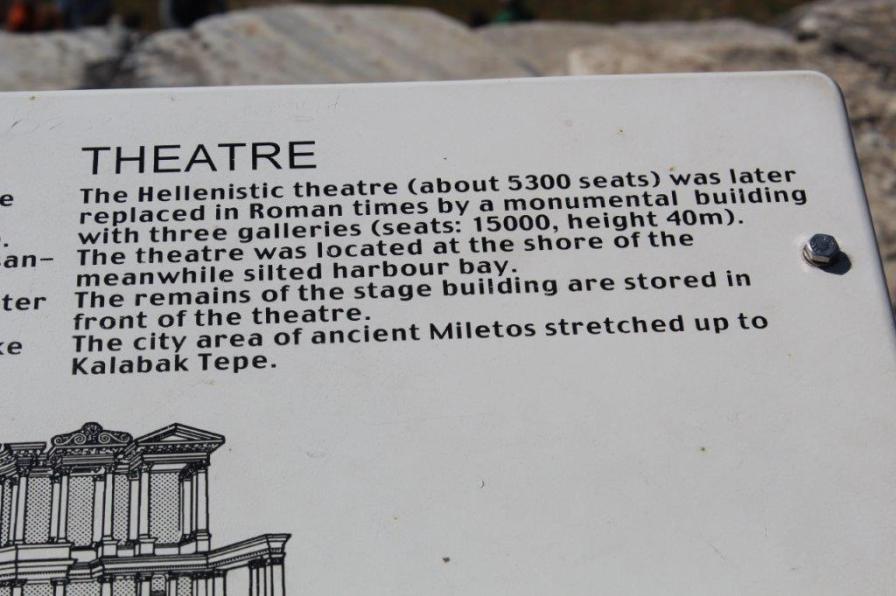 THEATRE
The Hellenistic theatre (about 5300 seats) was later
replaced in Roman times by a monumental building
with three galleries (seats: 15000, height 40m).
The theatre was located at the shore of the
meanwhile silted harbour bay.
The remains of the stage building are stored in
front of the theatre.
The city area of ancient Miletos stretched up to
Kalabak Tepe.